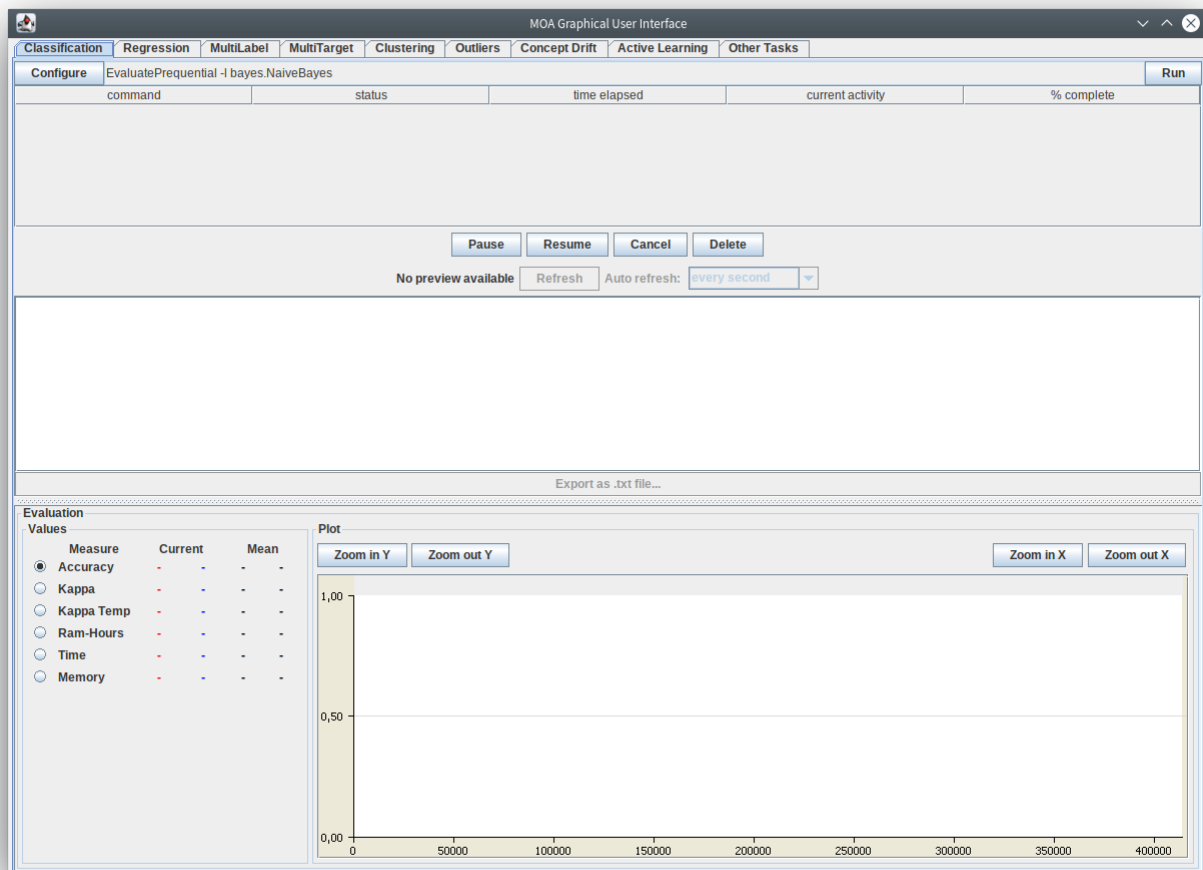 MOA Graphical User Interface
Classification Regression MultiLabel MultiTarget Clustering Outliers Concept Drift Active Learning Other Tasks
Configure EvaluatePrequential -l bayes.NaiveBayes Run
command status time elapsed current activity % complete
Pause Resume Cancel Delete
No preview available Refresh Auto refresh: every second
Export as .txt file...
Evaluation
Values
Measure Current Mean
Accuracy - - - -
Kappa - - - -
Kappa Temp - - - -
Ram-Hours - - - -
Time - - - -
Memory - - - -
Plot
Zoom in Y Zoom out Y Zoom in X Zoom out X
1,00
0,50
0,00
0 50000 100000 150000 200000 250000 300000 350000 400000